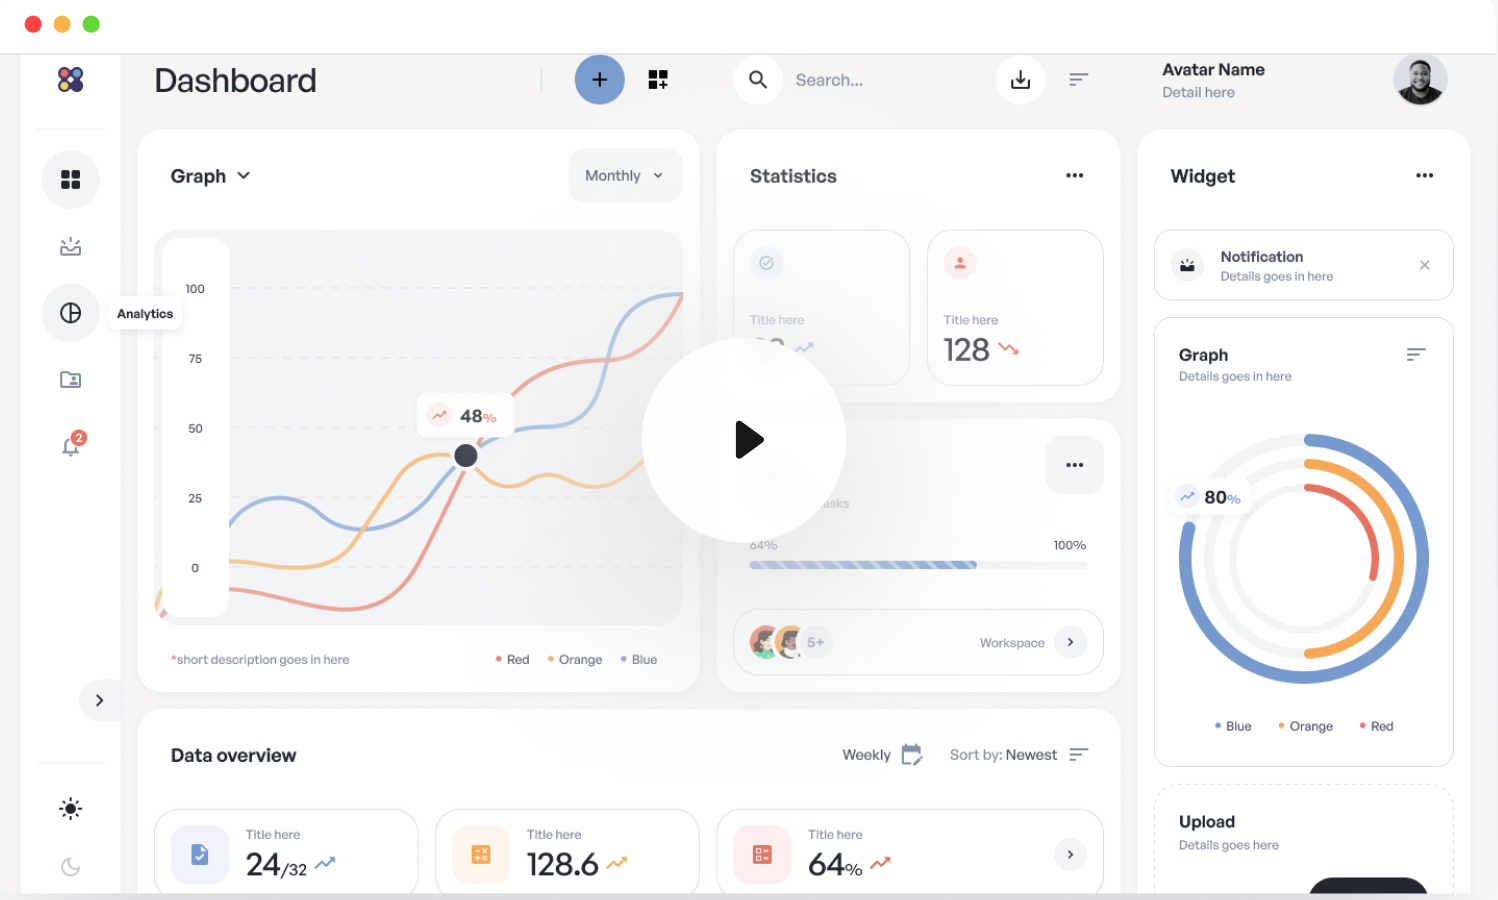 Dashboard
Search...
Avatar Name
Detail here
Analytics
2
Graph
Monthly
100
75
50
25
0
48%
*short description goes in here
Red
Orange
Blue
Statistics
Title here
Title here
128
64%
100%
5+
Workspace
Widget
Notification
Details goes in here
Graph
Details goes in here
80%
Blue
Orange
Red
Upload
Details goes here
Data overview
Weekly
Sort by: Newest
Title here
24/32
Title here
128.6
Title here
64%